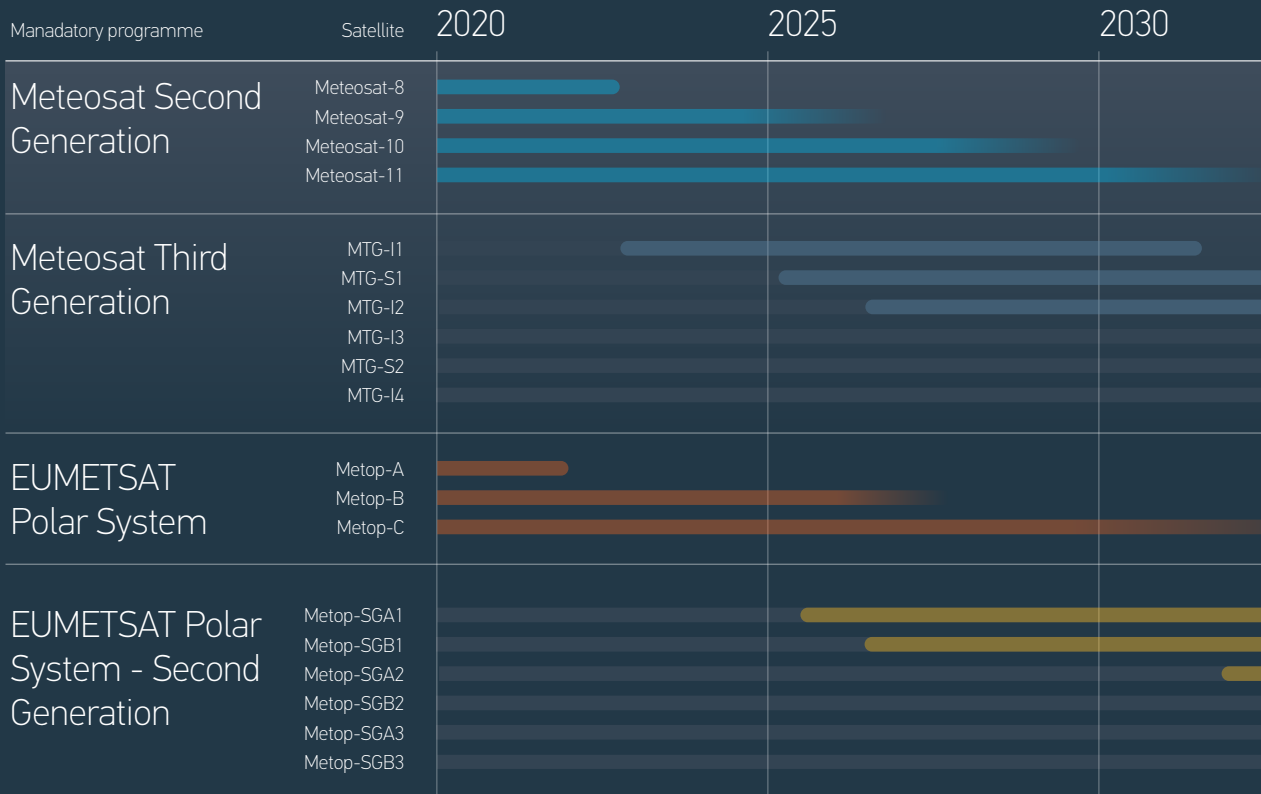 Manadatory programme Satellite 2020 2025 2030
Meteosat Second
Generation
Meteosat-8
Meteosat-9
Meteosat-10
Meteosat-11
Meteosat Third
Generation
MTG-I1
MTG-S1
MTG-I2
MTG-I3
MTG-S2
MTG-I4
EUMETSAT
Polar System
Metop-A
Metop-B
Metop-C
EUMETSAT Polar
System - Second
Generation
Metop-SGA1
Metop-SGB1
Metop-SGA2
Metop-SGB2
Metop-SGA3
Metop-SGB3